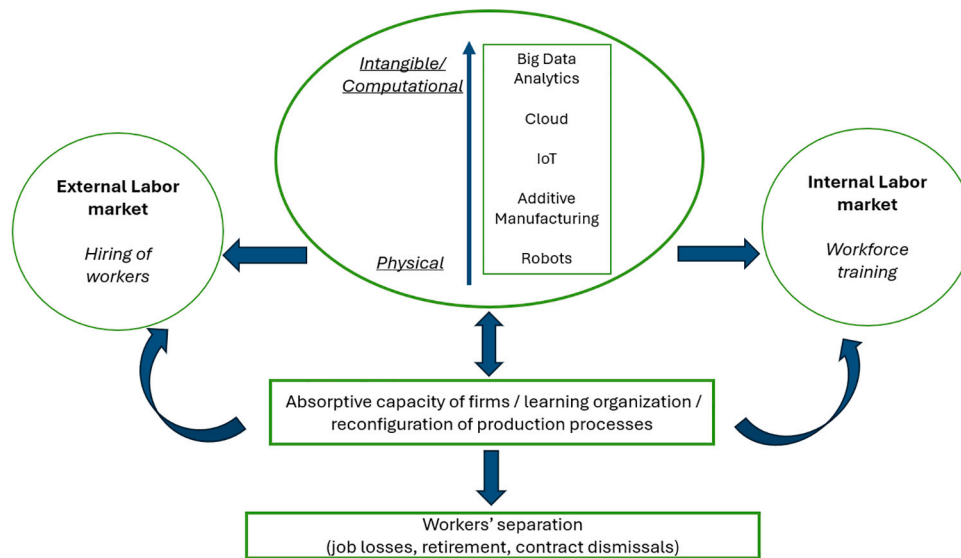 Intangible/
Computational
Physical
Big Data
Analytics
Cloud
IoT
Additive
Manufacturing
Robots
External Labor
market
Hiring of
workers
Internal Labor
market
Workforce
training
Absorptive capacity of firms / learning organization /
reconfiguration of production processes
Workers’ separation
(job losses, retirement, contract dismissals)